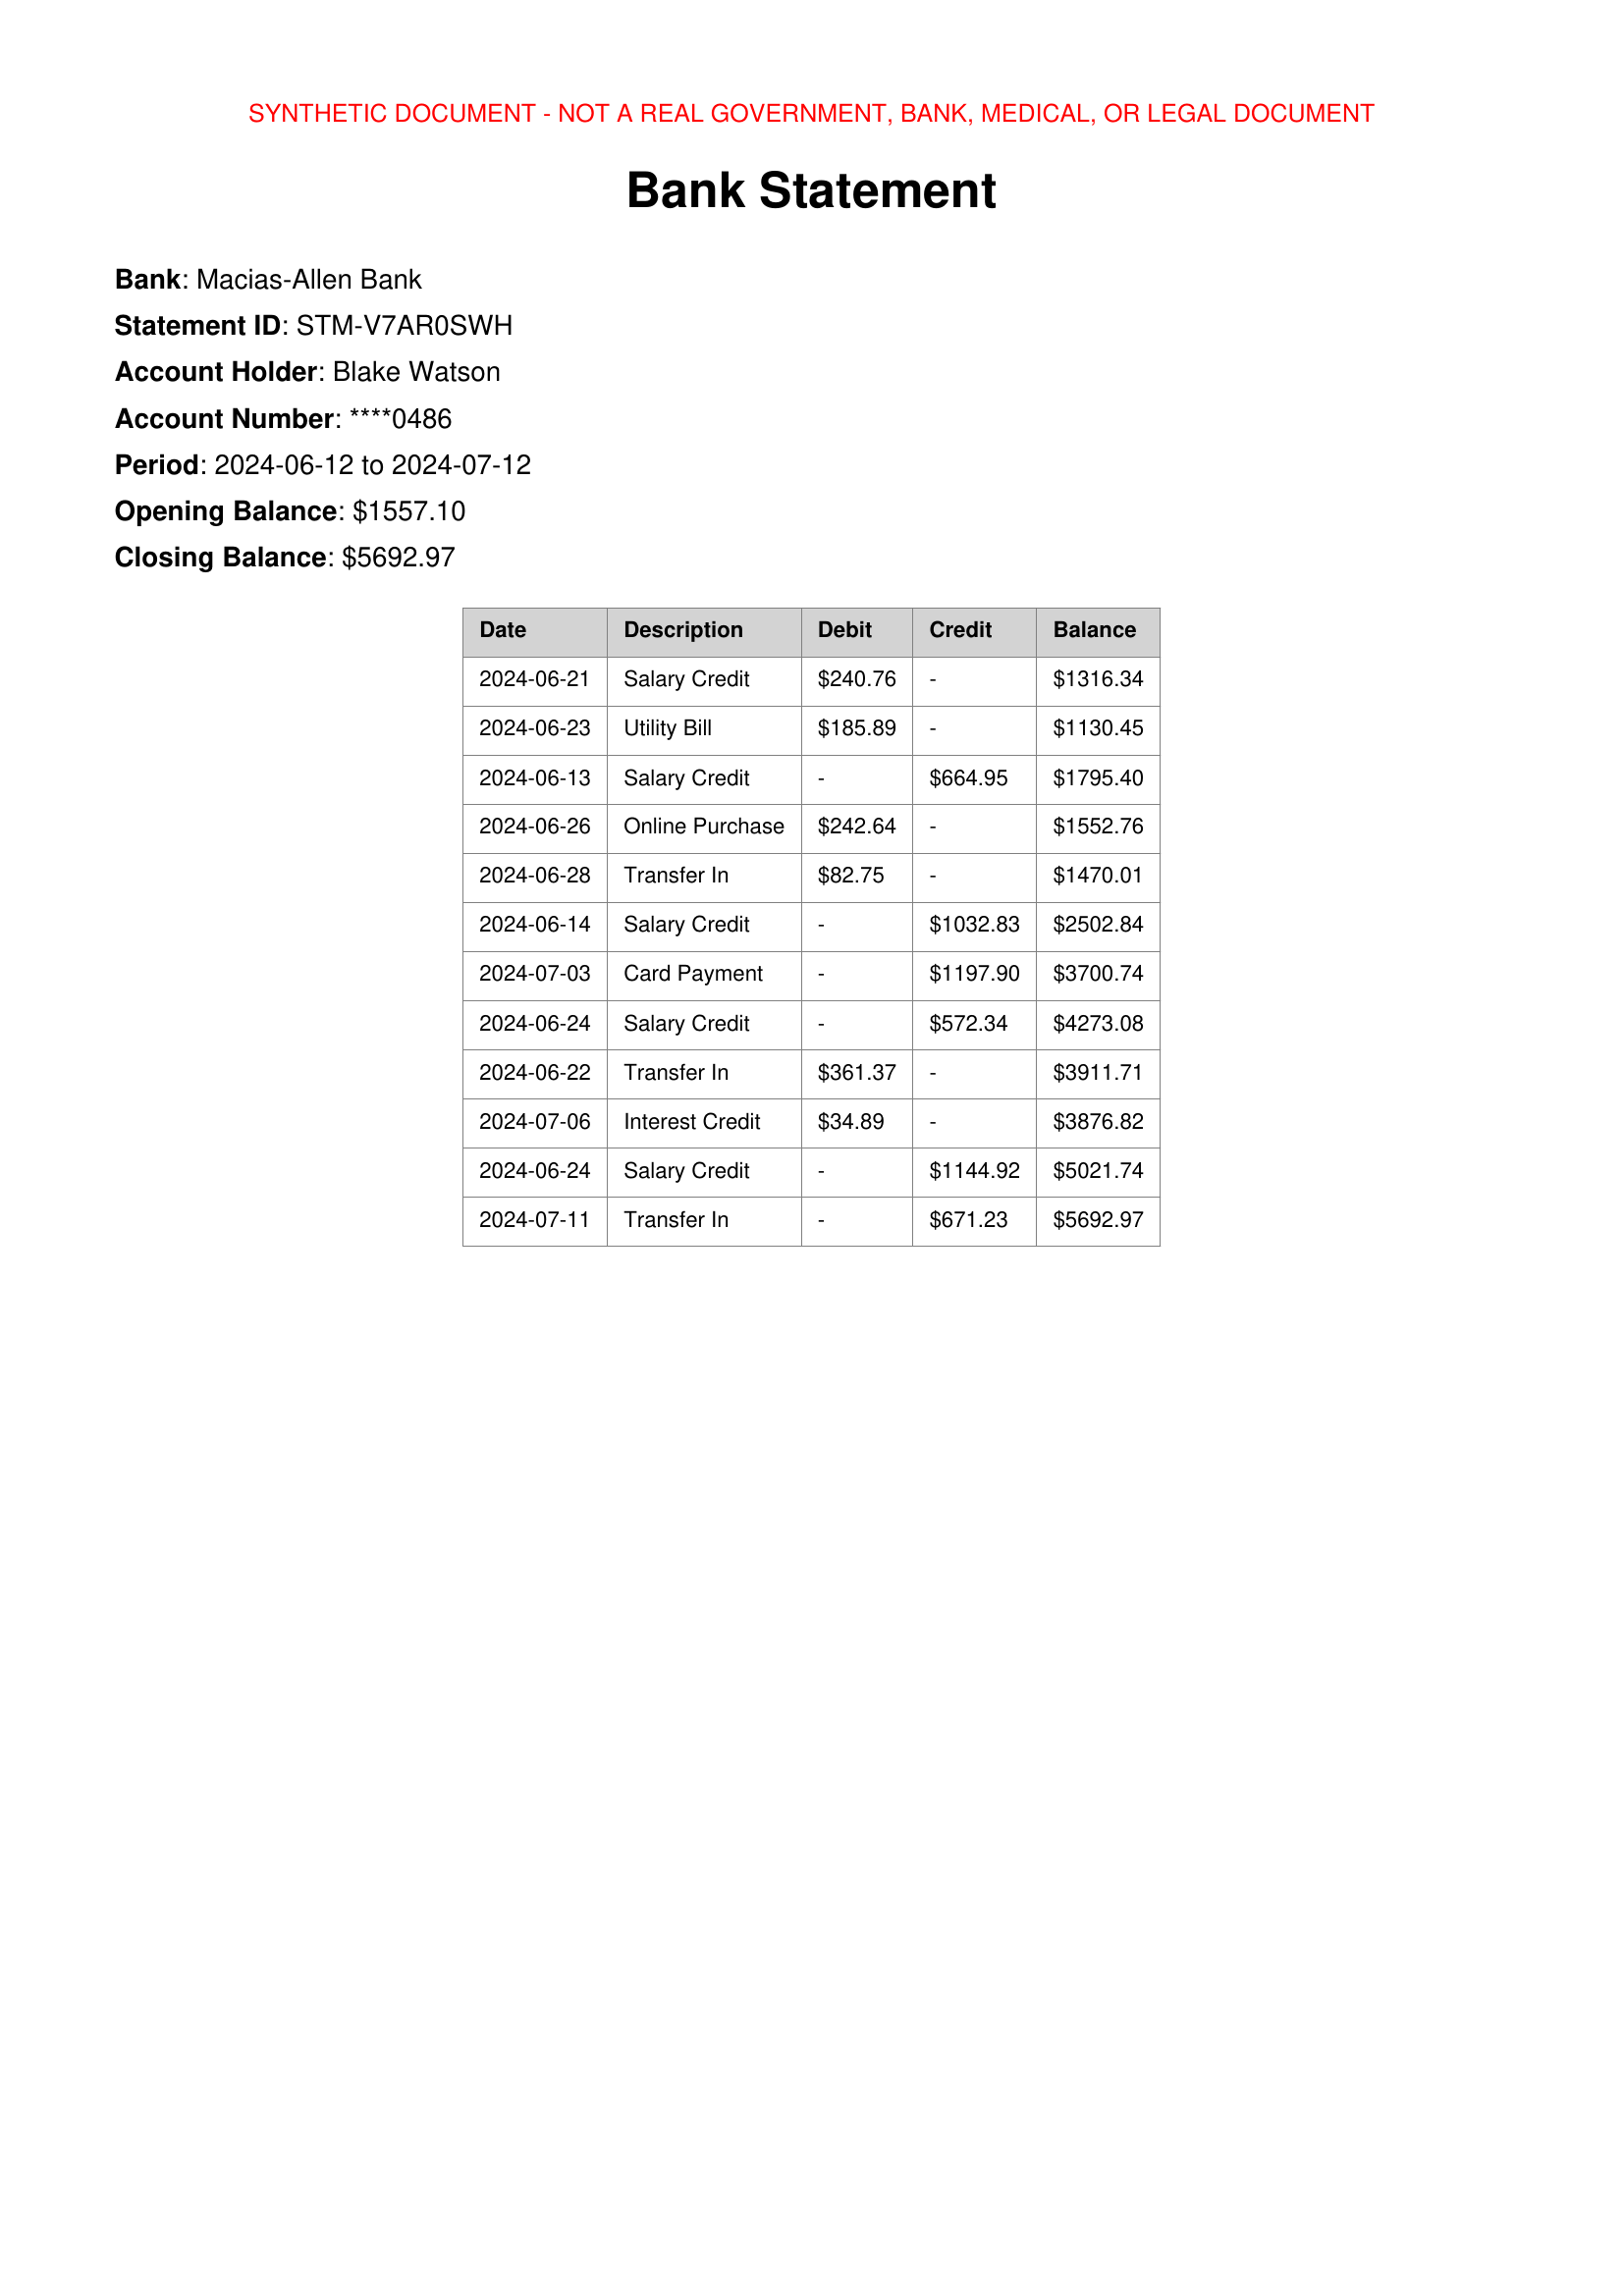 SYNTHETIC DOCUMENT - NOT A REAL GOVERNMENT, BANK, MEDICAL, OR LEGAL DOCUMENT
Bank Statement
Bank: Macias-Allen Bank
Statement ID: STM-V7AR0SWH
Account Holder: Blake Watson
Account Number: ****0486
Period: 2024-06-12 to 2024-07-12
Opening Balance: $1557.10
Closing Balance: $5692.97
Date Description Debit Credit Balance
2024-06-21 Salary Credit $240.76 - $1316.34
2024-06-23 Utility Bill $185.89 - $1130.45
2024-06-13 Salary Credit - $664.95 $1795.40
2024-06-26 Online Purchase $242.64 - $1552.76
2024-06-28 Transfer In $82.75 - $1470.01
2024-06-14 Salary Credit - $1032.83 $2502.84
2024-07-03 Card Payment - $1197.90 $3700.74
2024-06-24 Salary Credit - $572.34 $4273.08
2024-06-22 Transfer In $361.37 - $3911.71
2024-07-06 Interest Credit $34.89 - $3876.82
2024-06-24 Salary Credit - $1144.92 $5021.74
2024-07-11 Transfer In - $671.23 $5692.97